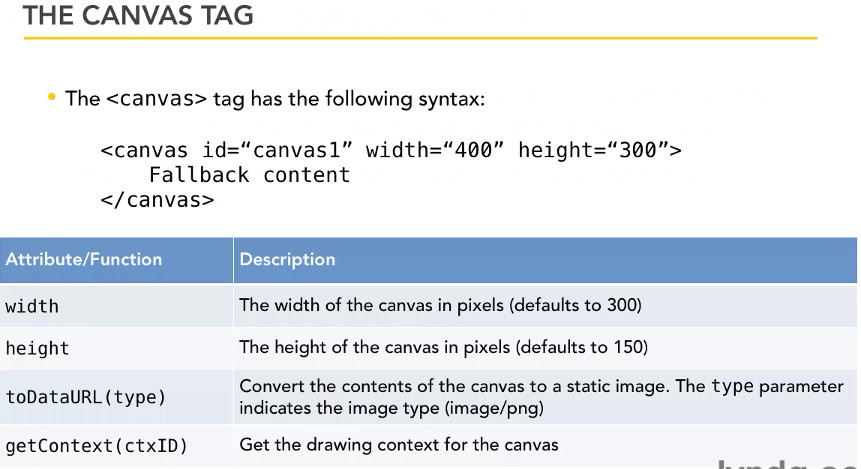 THE CANVAS TAG
• The <canvas> tag has the following syntax:
<canvas id=“canvas1” width=“400” height=“300”>
Fallback content
</canvas>
Attribute/Function Description
width The width of the canvas in pixels (defaults to 300)
height The height of the canvas in pixels (defaults to 150)
toDataURL(type) Convert the contents of the canvas to a static image. The type parameter
indicates the image type (image/png)
getContext(ctxID) Get the drawing context for the canvas